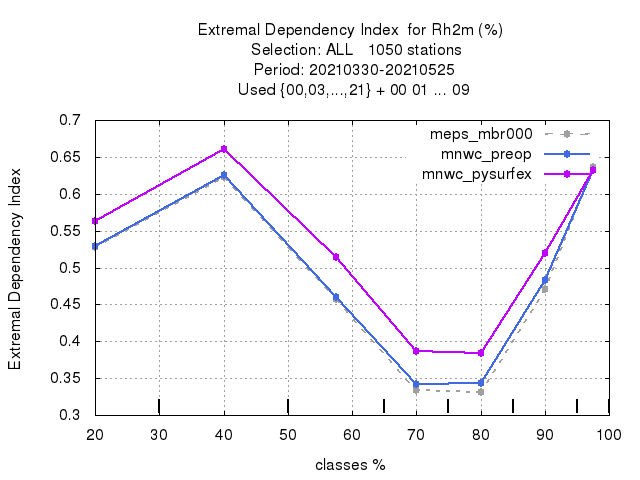 Extremal Dependency Index  for Rh2m (%)
Selection: ALL   1050 stations
Period: 20210330-20210525
Used {00,03,...,21} + 00 01 ... 09
meps_mbr000
mnwc_preop
mnwc_pysurfex
Extremal Dependency Index
0.7
0.65
0.6
0.55
0.5
0.45
0.4
0.35
0.3
20 30 40 50 60 70 80 90 100
classes %